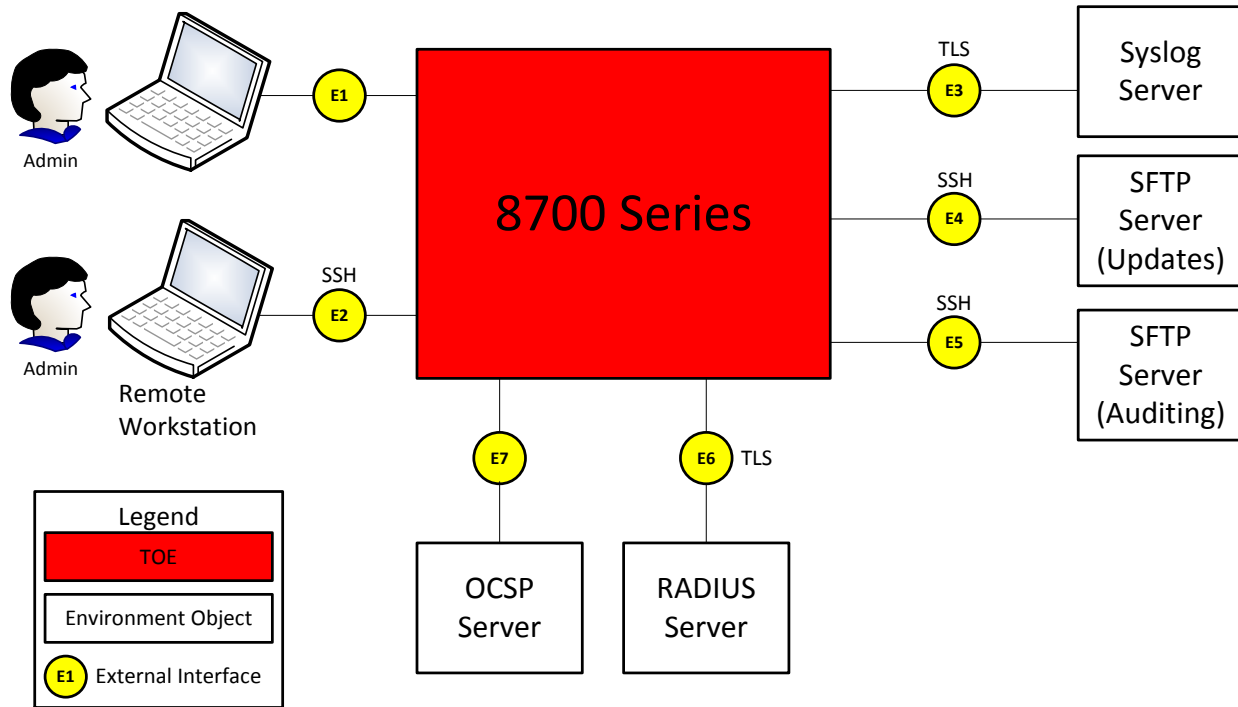 Admin
E1
8700 Series
TLS
E3
Syslog
Server
SSH
E4
SFTP
Server
(Updates)
Admin
SSH
E2
Remote
Workstation
SSH
E5
SFTP
Server
(Auditing)
E7
E6
TLS
OCSP
Server
RADIUS
Server
Legend
TOE
Environment Object
E1 External Interface